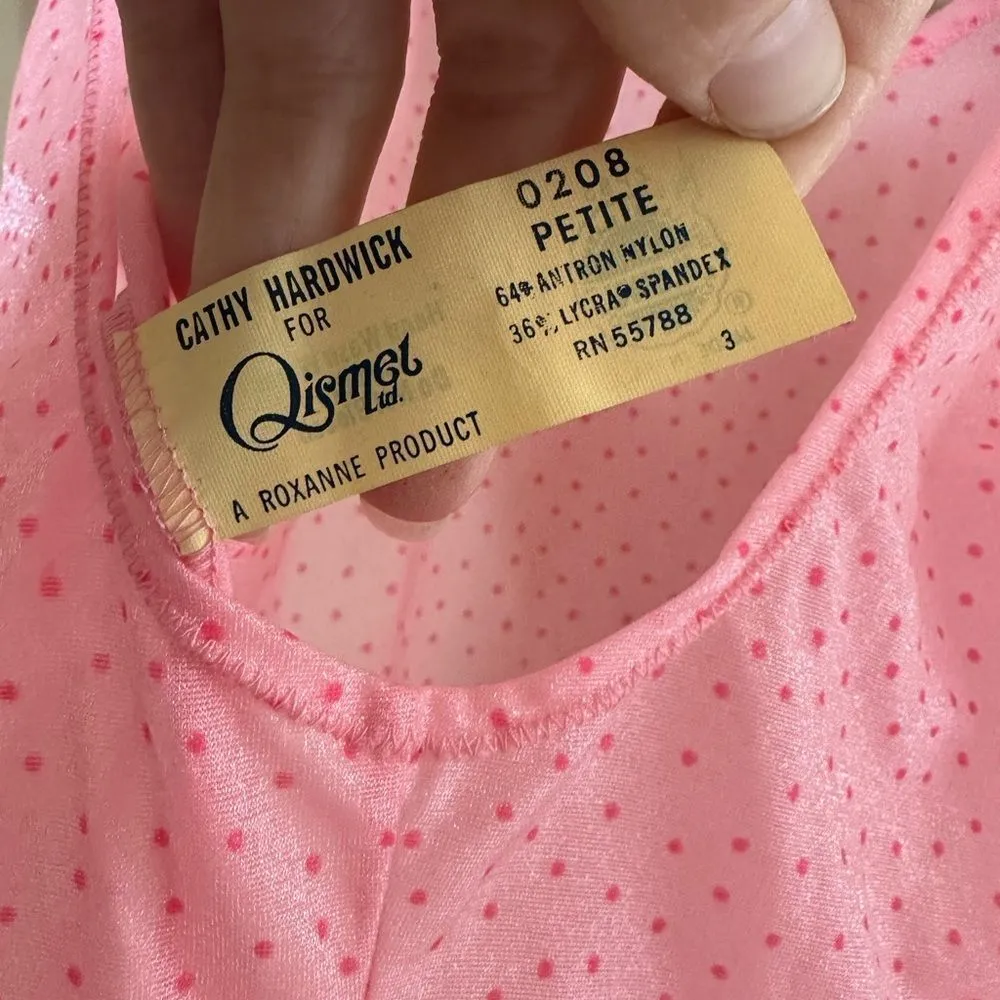 CATHY HARDWICK
FOR
Qismet
Ltd.
A ROXANNE PRODUCT
0208
PETITE
64% ANTRON NYLON
36% LYCRA® SPANDEX
RN 55788
3